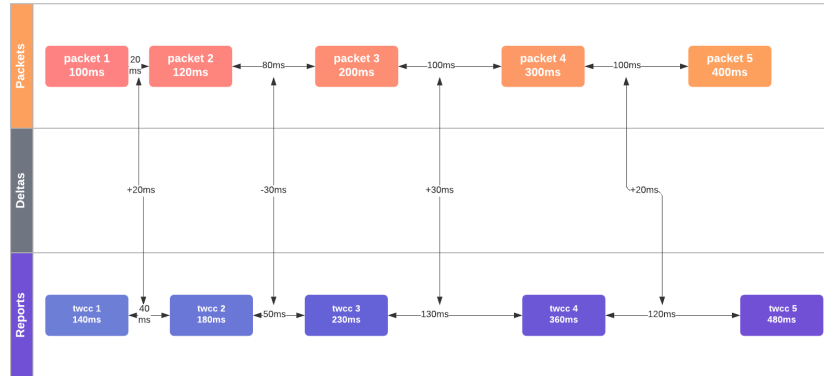 Packets
packet 1
100ms
20
ms
packet 2
120ms
80ms
packet 3
200ms
100ms
packet 4
300ms
100ms
packet 5
400ms
Deltas
+20ms
-30ms
+30ms
+20ms
Reports
twcc 1
140ms
40
ms
twcc 2
180ms
50ms
twcc 3
230ms
130ms
twcc 4
360ms
120ms
twcc 5
480ms